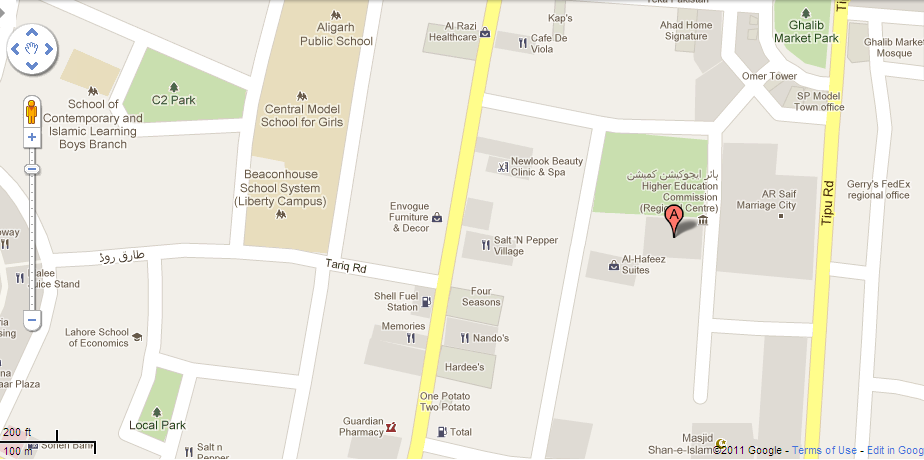 Aligarh
Public School
Al Razi
Healthcare
Kap's
Cafe De
Viola
Ahad Home
Signature
Ghalib
Market Park
Ghalib Market
Mosque
Omer Tower
SP Model
Town office
C2 Park
School of
Contemporary and
Islamic Learning
Boys Branch
Central Model
School for Girls
Beaconhouse
School System
(Liberty Campus)
Newlook Beauty
Clinic & Spa
ہائر ایجوکیشن کمیشن
Higher Education
Commission
(Regional Centre)
A
AR Saif
Marriage City
Tipu Rd
Gerry's FedEx
regional office
Envogue
Furniture
& Decor
Salt 'N Pepper
Village
Al-Hafeez
Suites
طارق روڈ
Tariq Rd
Shell Fuel
Station
Four
Seasons
Memories
Nando's
Hardee's
Lahore School
of Economics
One Potato
Two Potato
Local Park
Guardian
Pharmacy
Total
Salt n
Pepper
Masjid
Shan-e-Islam
Juice Stand
Plaza
200 ft
100 m
©2011 Google - Terms of Use - Edit in Goog